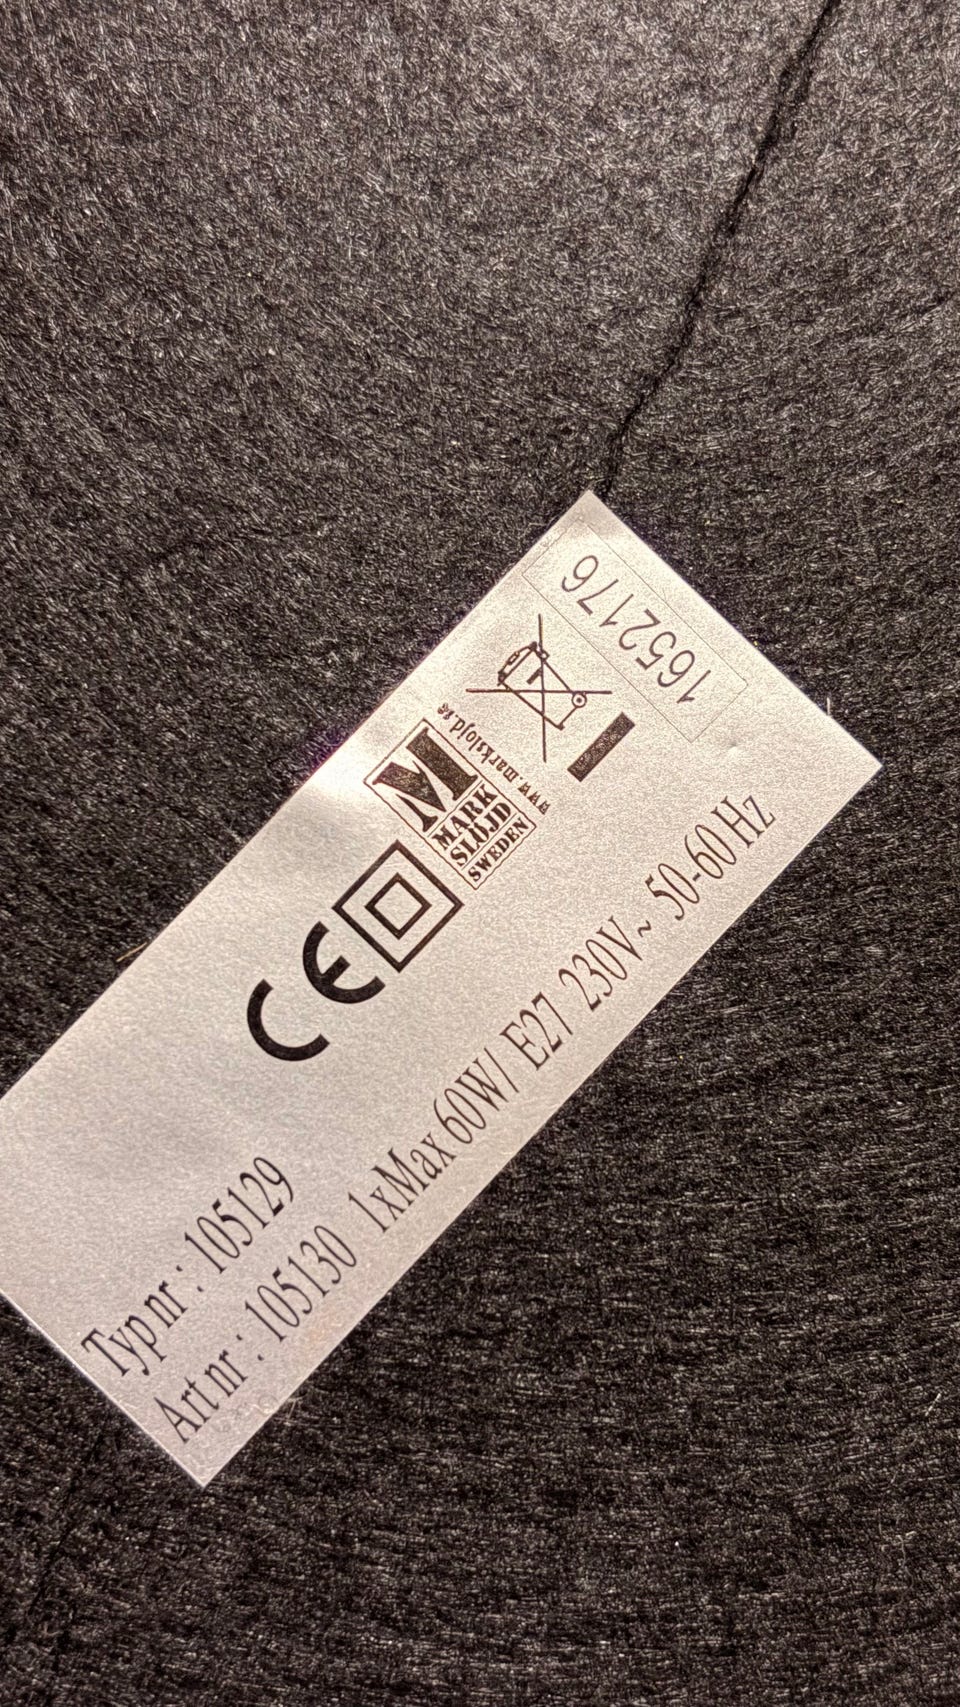 Typ nr : 105129
Art nr : 105130 1xMax 60W/ E27 230V~ 50-60 Hz
CE
M
MARK
SLÖJD
SWEDEN
www.markslojd.se
1652176